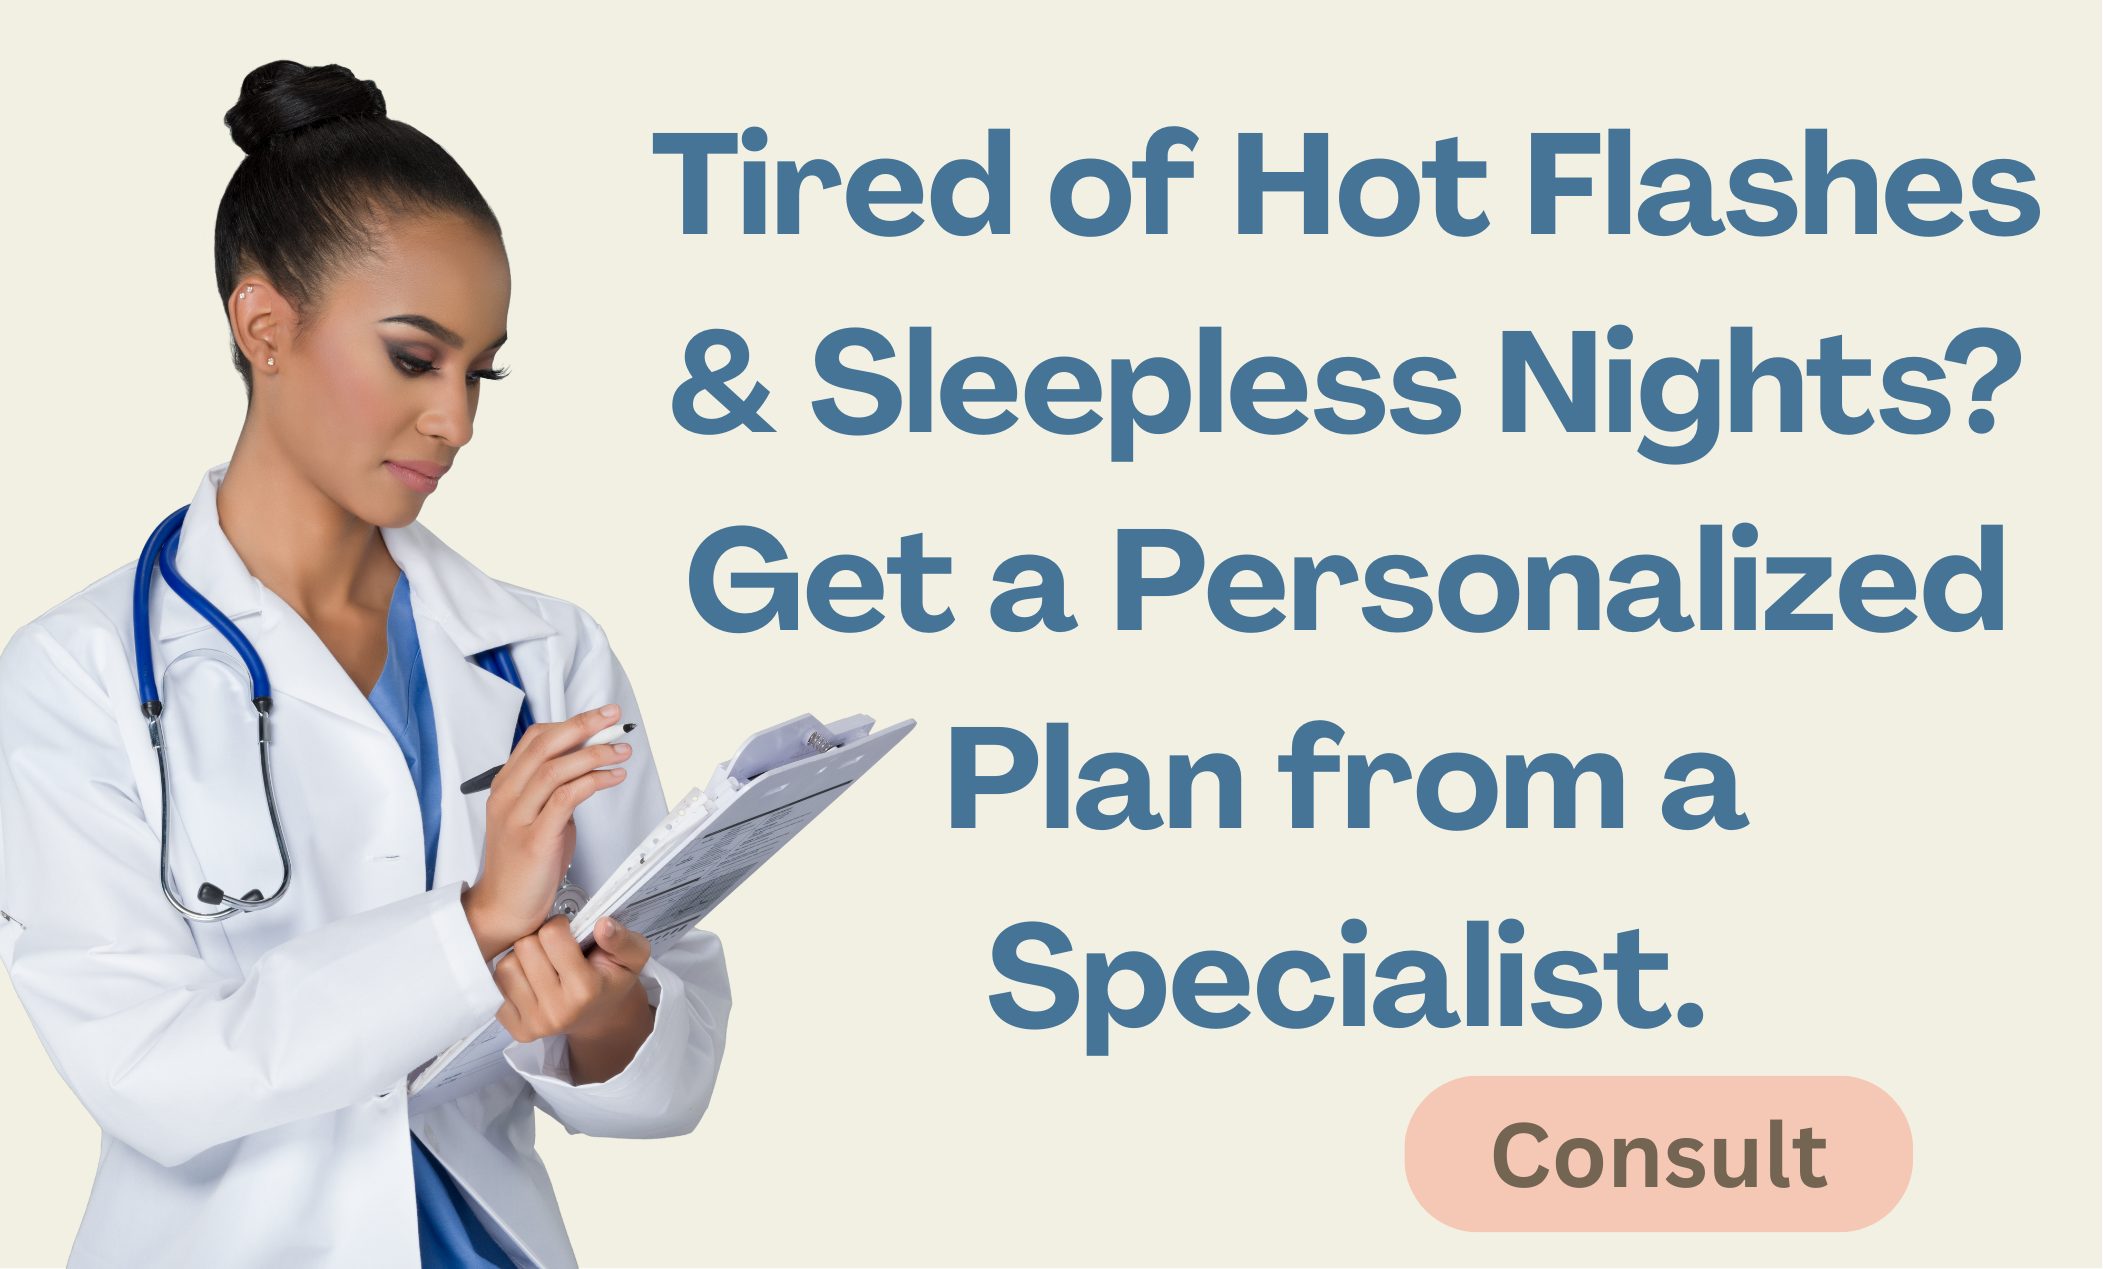 Tired of Hot Flashes
& Sleepless Nights?
Get a Personalized
Plan from a
Specialist.
Consult